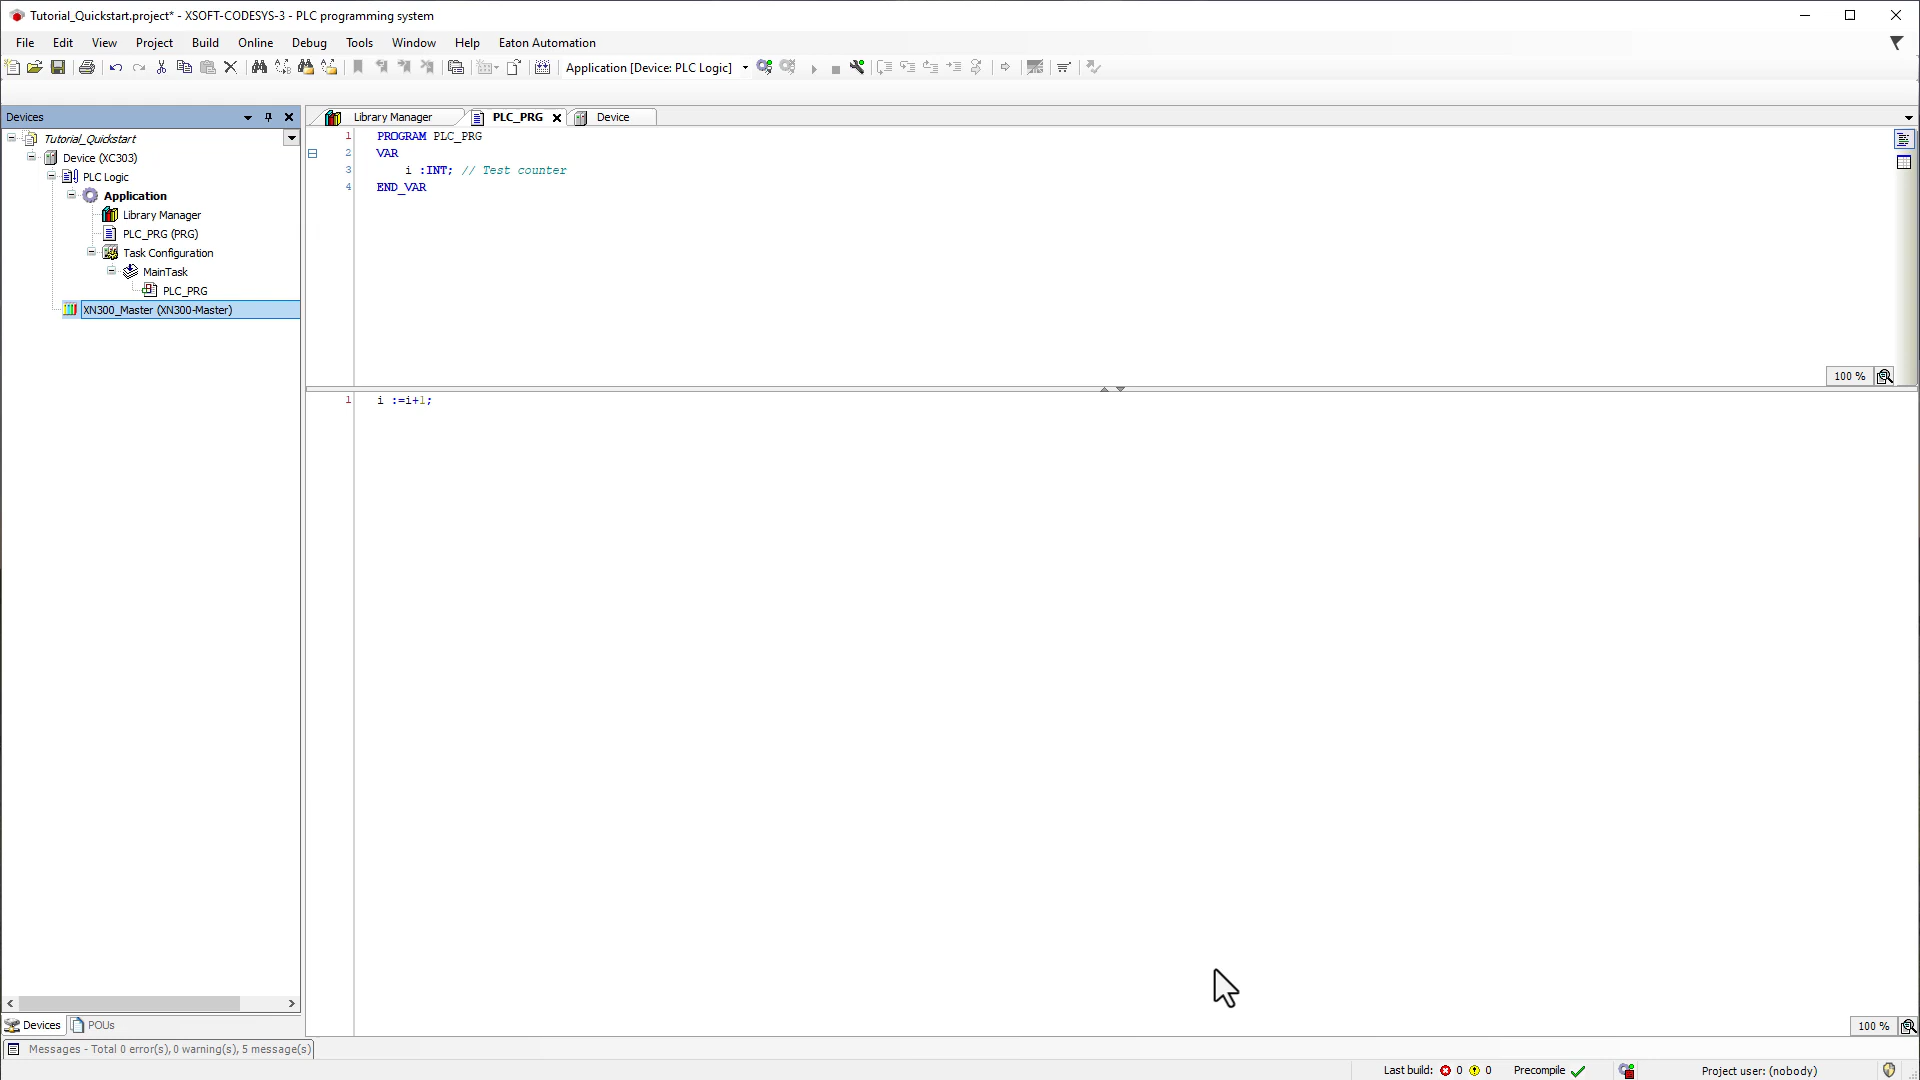 Tutorial_Quickstart.project* - XSOFT-CODESYS-3 - PLC programming system
File Edit View Project Build Online Debug Tools Window Help Eaton Automation
Application [Device: PLC Logic]
Devices
Tutorial_Quickstart
Device (XC303)
PLC Logic
Application
Library Manager
PLC_PRG (PRG)
Task Configuration
MainTask
PLC_PRG
XN300_Master (XN300-Master)
Devices POUs
Library Manager PLC_PRG Device
1 PROGRAM PLC_PRG
2 VAR
3 i :INT; // Test counter
4 END_VAR
100 %
1 i :=i+1;
100 %
Messages - Total 0 error(s), 0 warning(s), 5 message(s)
Last build: 0 0 Precompile Project user: (nobody)